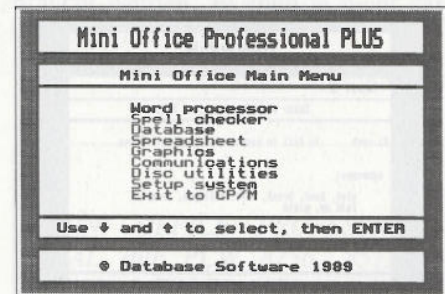 Mini Office Professional PLUS
Mini Office Main Menu
Word processor
Spell checker
Database
Spreadsheet
Graphics
Communications
Disc utilities
Setup system
Exit to CP/M
Use ↓ and ↑ to select, then ENTER
© Database Software 1989